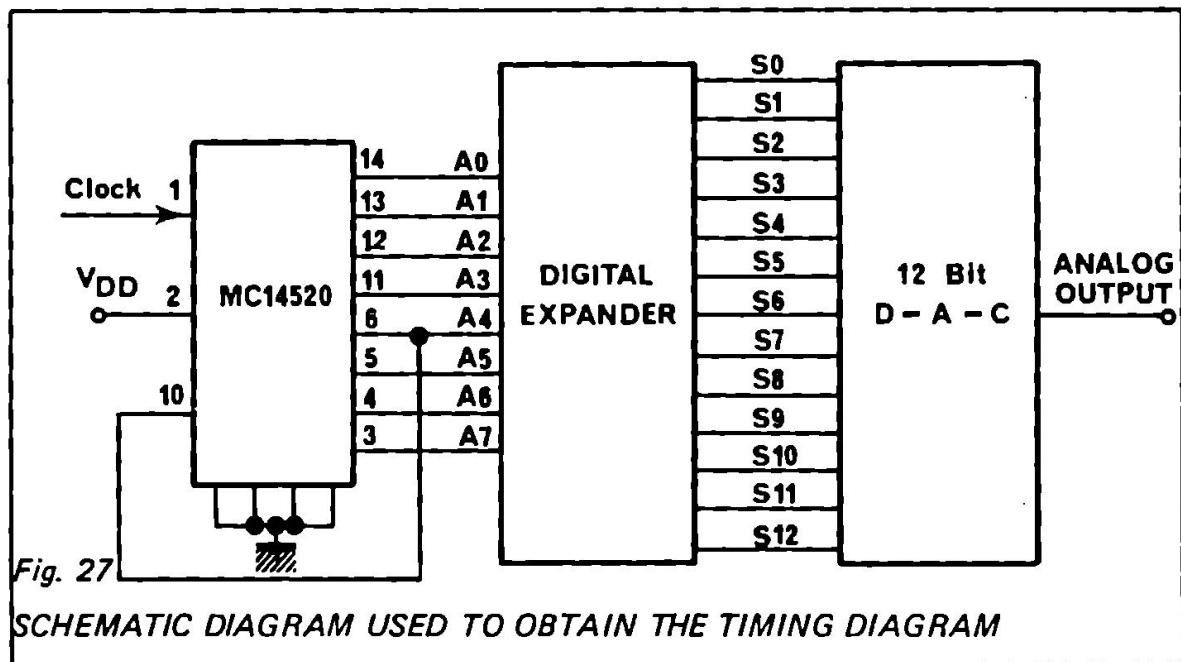 Clock 1
V_DD 2
10
MC14520
14 A0
13 A1
12 A2
11 A3
6 A4
5 A5
4 A6
3 A7
DIGITAL
EXPANDER
S0
S1
S2
S3
S4
S5
S6
S7
S8
S9
S10
S11
S12
12 Bit
D-A-C
ANALOG
OUTPUT
Fig. 27
SCHEMATIC DIAGRAM USED TO OBTAIN THE TIMING DIAGRAM